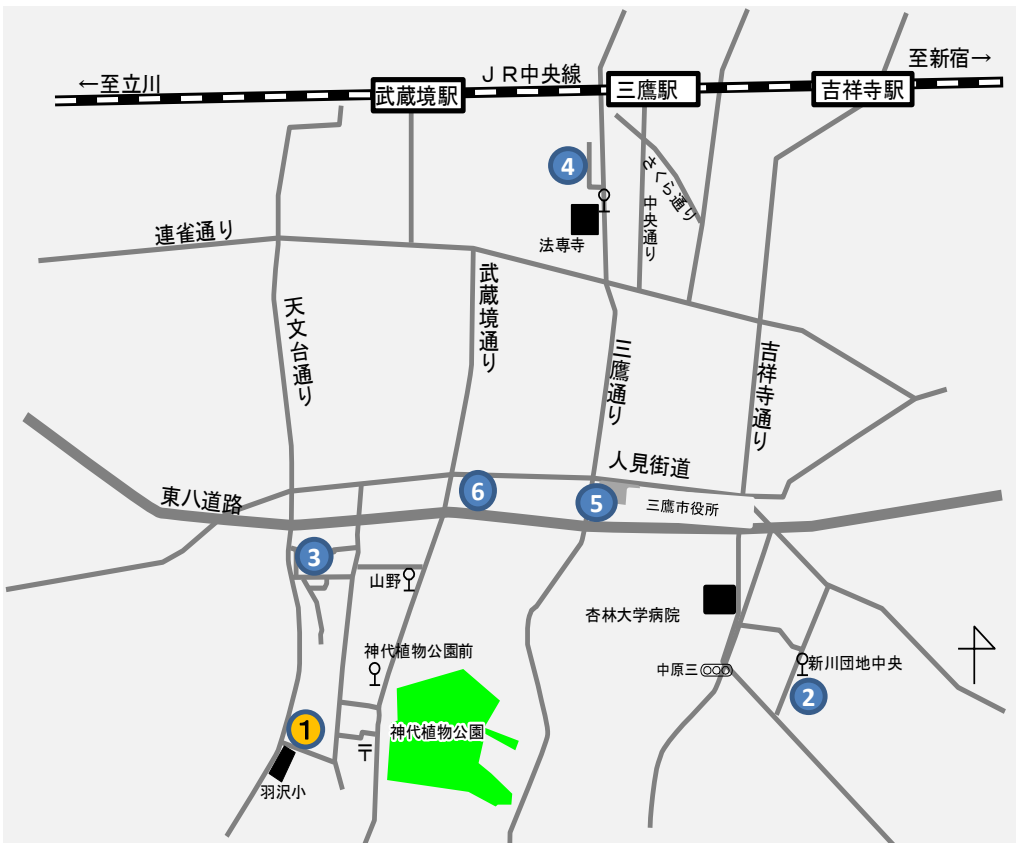 ←至立川
ＪＲ中央線
至新宿→
武蔵境駅
三鷹駅
吉祥寺駅
4
さくら通り
中央通り
法専寺
連雀通り
天文台通り
武蔵境通り
三鷹通り
吉祥寺通り
人見街道
東八道路
6
5
三鷹市役所
3
山野
杏林大学病院
神代植物公園前
中原三
新川団地中央
2
1
神代植物公園
〒
羽沢小